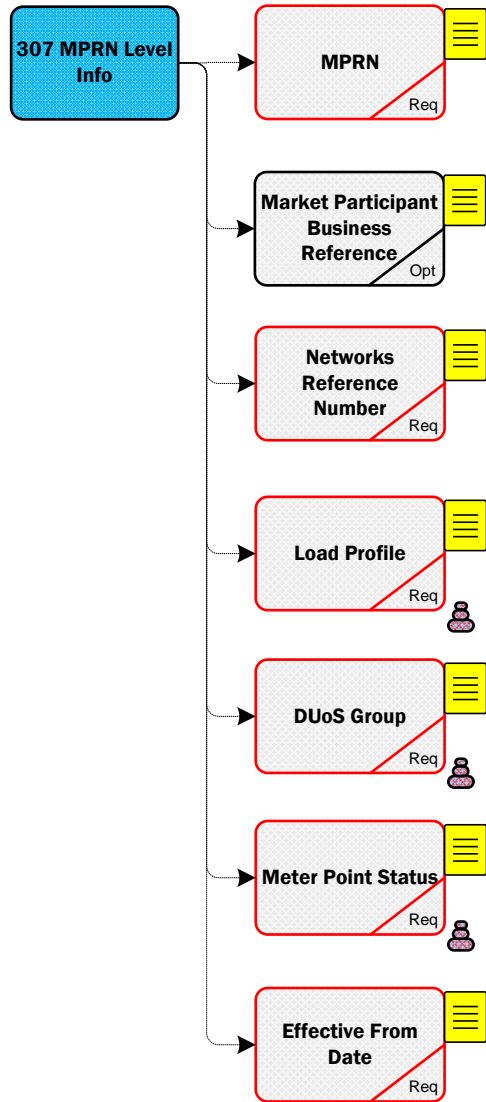 307 MPRN Level
Info
MPRN
Req
Market Participant
Business
Reference
Opt
Networks
Reference
Number
Req
Load Profile
Req
DUoS Group
Req
Meter Point Status
Req
Effective From
Date
Req